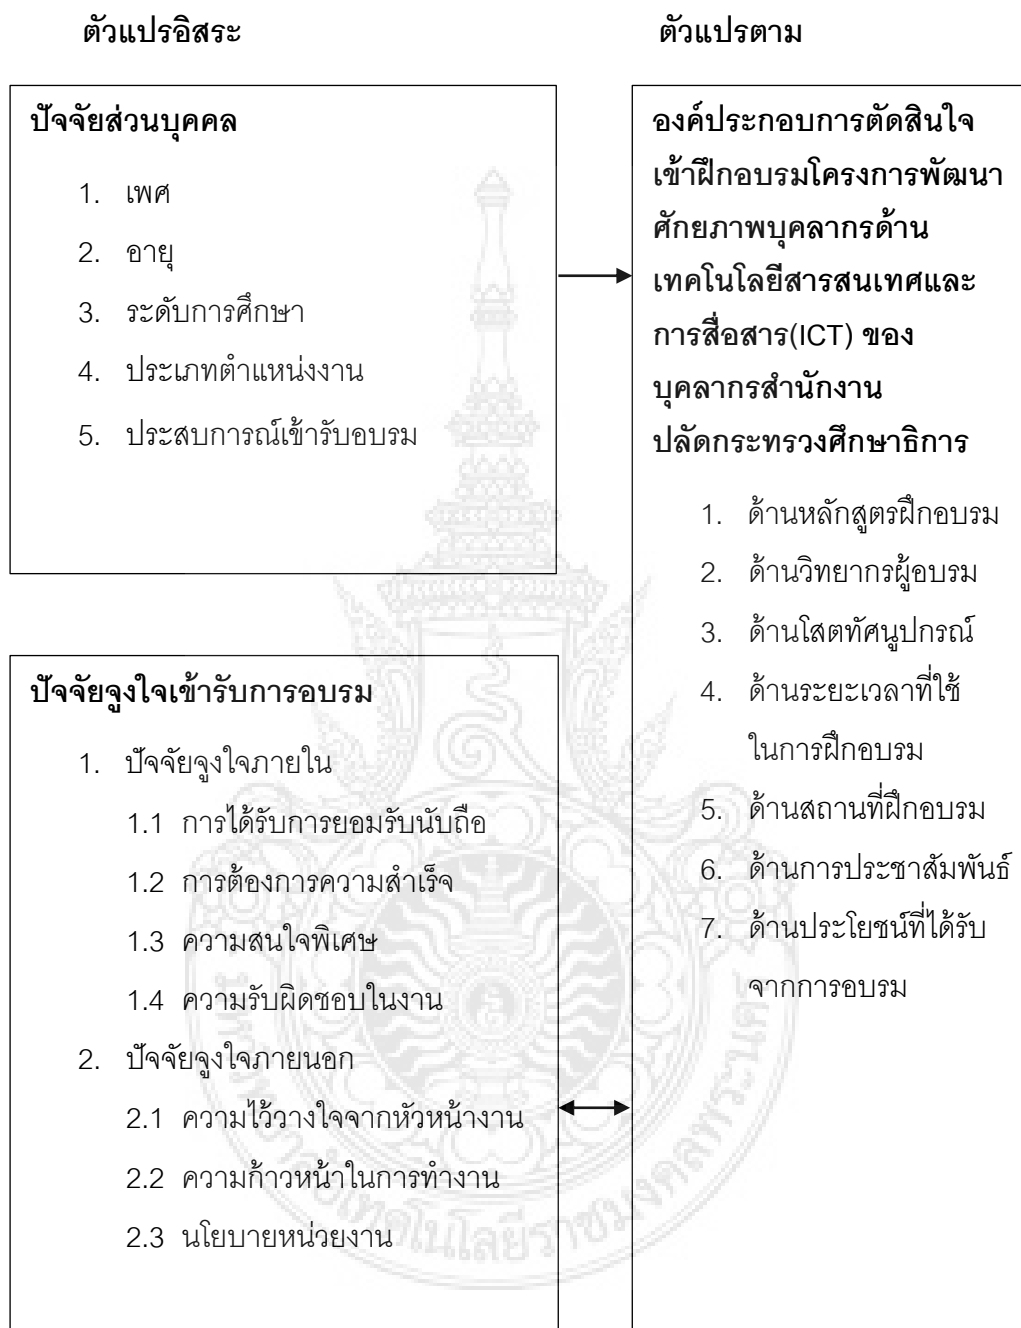 ตัวแปรอิสระ
ตัวแปรตาม
ปัจจัยส่วนบุคคล
1. เพศ
2. อายุ
3. ระดับการศึกษา
4. ประเภทตำแหน่งงาน
5. ประสบการณ์เข้ารับอบรม
ปัจจัยจูงใจเข้ารับการอบรม
1. ปัจจัยจูงใจภายใน
1.1 การได้รับการยอมรับนับถือ
1.2 การต้องการความสำเร็จ
1.3 ความสนใจพิเศษ
1.4 ความรับผิดชอบในงาน
2. ปัจจัยจูงใจภายนอก
2.1 ความไว้วางใจจากหัวหน้างาน
2.2 ความก้าวหน้าในการทำงาน
2.3 นโยบายหน่วยงาน
องค์ประกอบการตัดสินใจ
เข้าฝึกอบรมโครงการพัฒนา
ศักยภาพบุคลากรด้าน
เทคโนโลยีสารสนเทศและ
การสื่อสาร(ICT) ของ
บุคลากรสำนักงาน
ปลัดกระทรวงศึกษาธิการ
1. ด้านหลักสูตรฝึกอบรม
2. ด้านวิทยากรผู้อบรม
3. ด้านโสตทัศนูปกรณ์
4. ด้านระยะเวลาที่ใช้
ในการฝึกอบรม
5. ด้านสถานที่ฝึกอบรม
6. ด้านการประชาสัมพันธ์
7. ด้านประโยชน์ที่ได้รับ
จากการอบรม